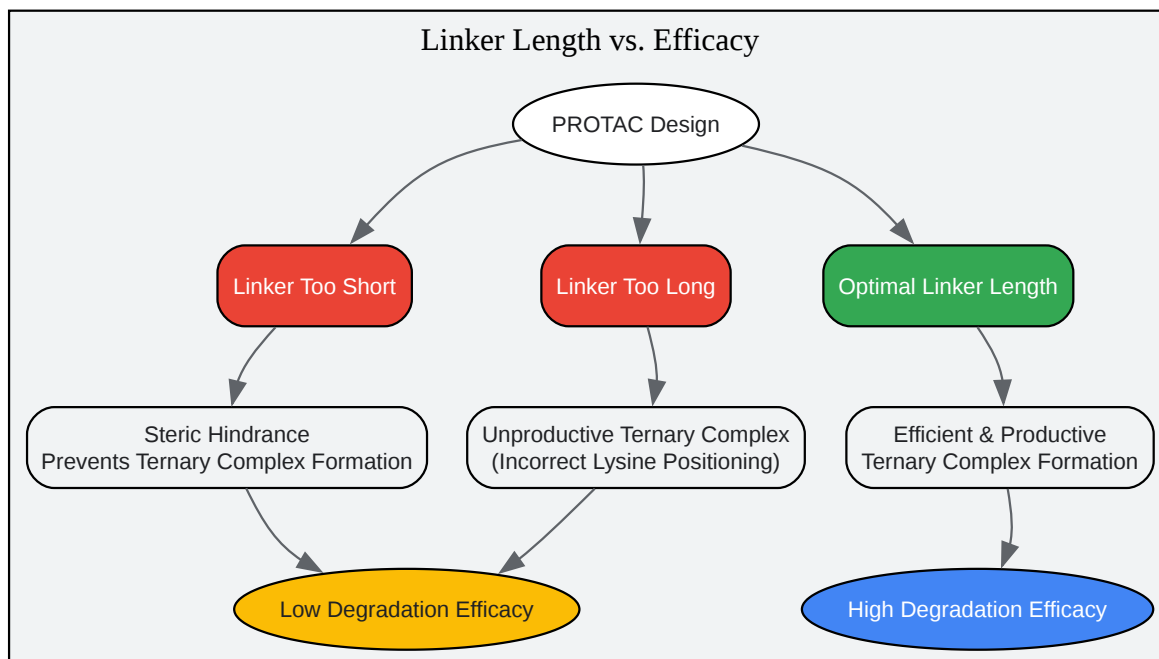 Linker Length vs. Efficacy
PROTAC Design
Linker Too Short
Linker Too Long
Optimal Linker Length
Steric Hindrance
Prevents Ternary Complex Formation
Unproductive Ternary Complex
(Incorrect Lysine Positioning)
Efficient & Productive
Ternary Complex Formation
Low Degradation Efficacy
High Degradation Efficacy